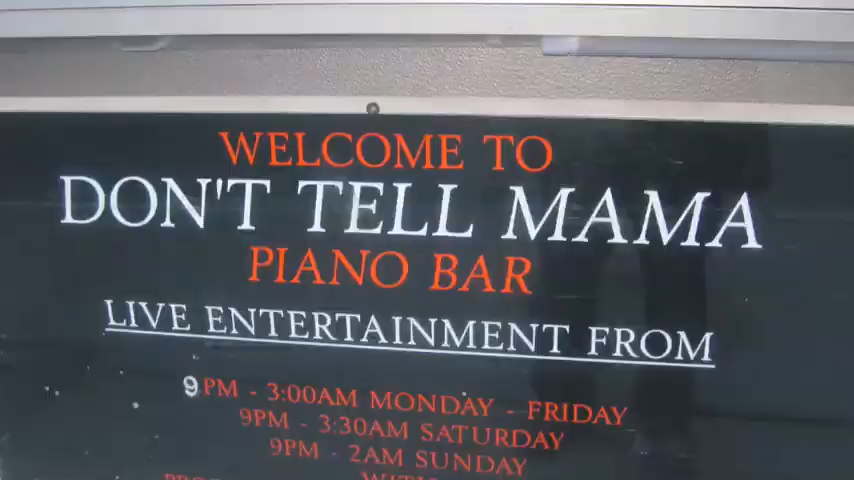 WELCOME TO
DON'T TELL MAMA
PIANO BAR
LIVE ENTERTAINMENT FROM
9PM - 3:00AM MONDAY - FRIDAY
9PM - 3:30AM SATURDAY
9PM - 2AM SUNDAY